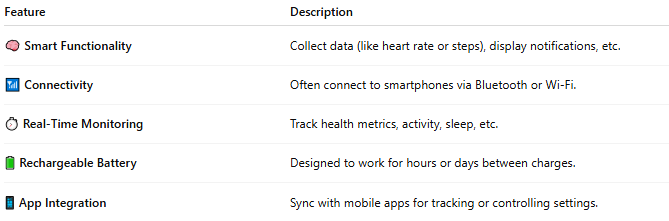 Feature Description
🧠 Smart Functionality Collect data (like heart rate or steps), display notifications, etc.
📶 Connectivity Often connect to smartphones via Bluetooth or Wi-Fi.
⏱ Real-Time Monitoring Track health metrics, activity, sleep, etc.
🔋 Rechargeable Battery Designed to work for hours or days between charges.
📱 App Integration Sync with mobile apps for tracking or controlling settings.